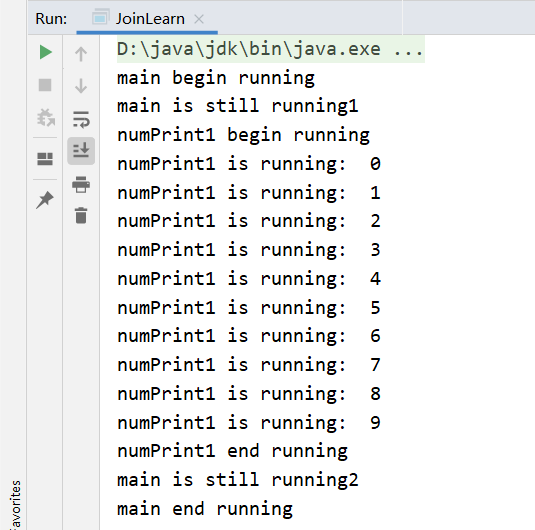 Run: JoinLearn
D:\java\jdk\bin\java.exe ...
main begin running
main is still running1
numPrint1 begin running
numPrint1 is running:  0
numPrint1 is running:  1
numPrint1 is running:  2
numPrint1 is running:  3
numPrint1 is running:  4
numPrint1 is running:  5
numPrint1 is running:  6
numPrint1 is running:  7
numPrint1 is running:  8
numPrint1 is running:  9
numPrint1 end running
main is still running2
main end running
avorites